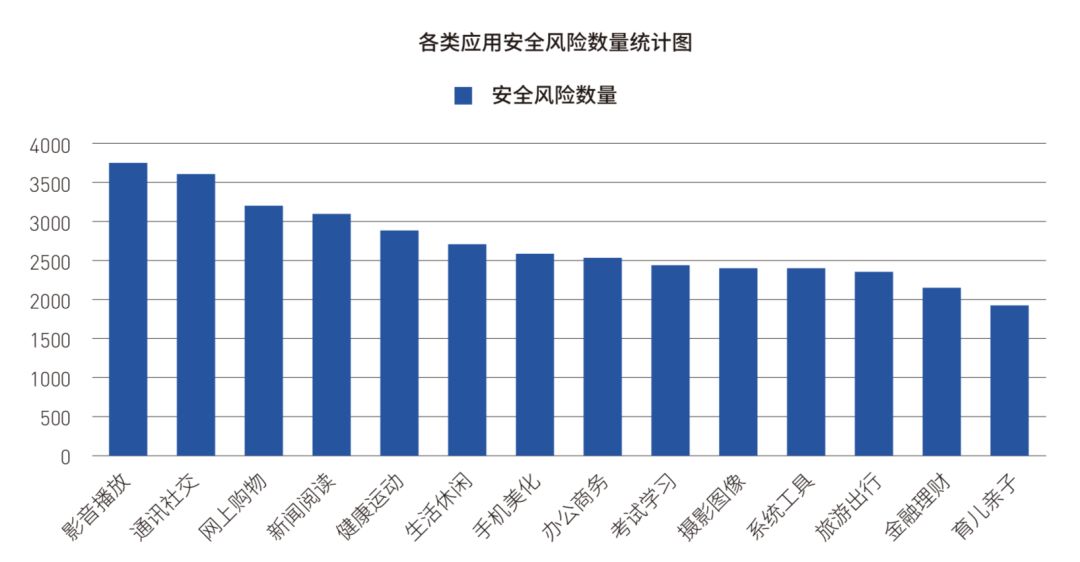 各类应用安全风险数量统计图
安全风险数量
4000
3500
3000
2500
2000
1500
1000
500
0
影音播放
通讯社交
网上购物
新闻阅读
健康运动
生活休闲
手机美化
办公商务
考试学习
摄影图像
系统工具
旅游出行
金融理财
育儿亲子